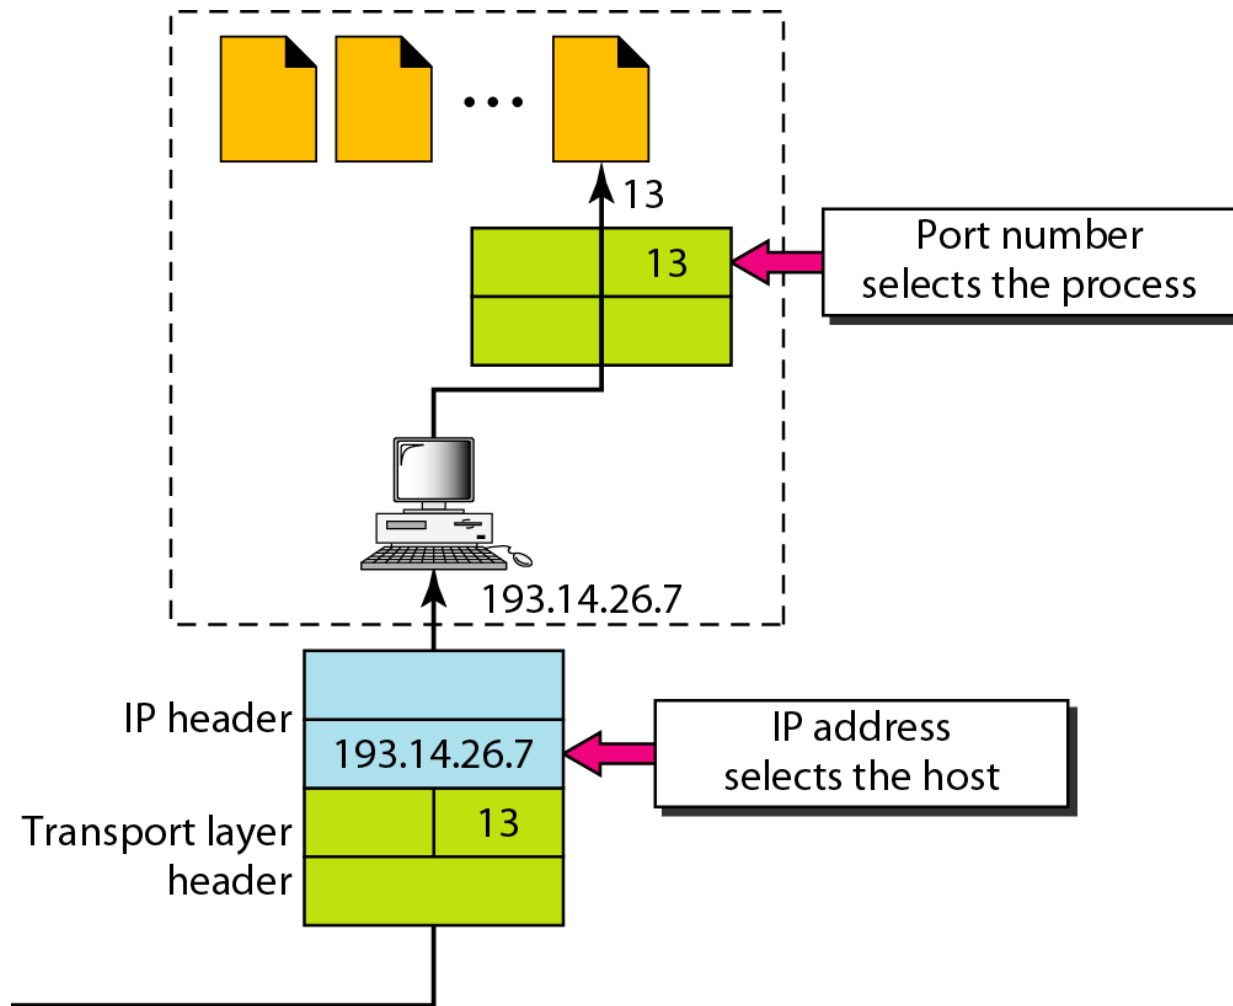 13
13
Port number
selects the process
193.14.26.7
IP header
193.14.26.7
IP address
selects the host
Transport layer
header
13